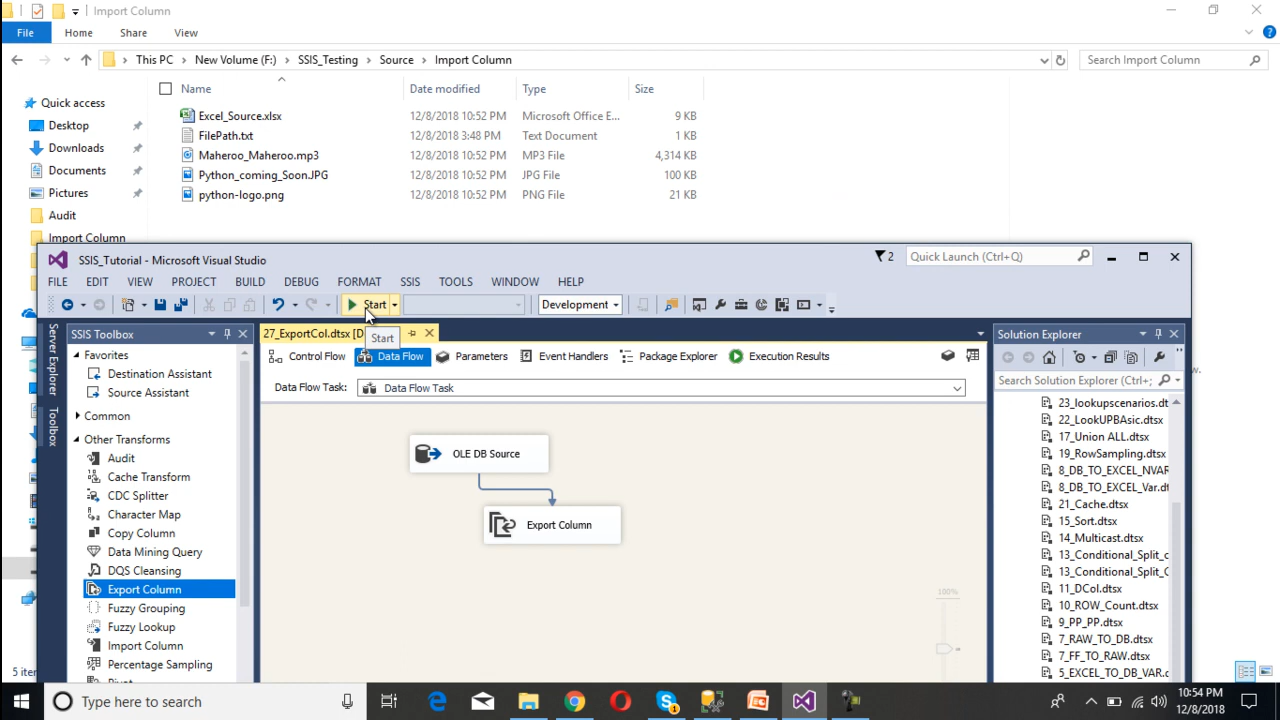 Import Column
File Home Share View
This PC New Volume (F:) SSIS_Testing Source Import Column Search Import Column
Name Date modified Type Size
Quick access
Desktop
Downloads
Documents
Pictures
Audit
Import Column
Excel_Source.xlsx 12/8/2018 10:52 PM Microsoft Office E... 9 KB
FilePath.txt 12/8/2018 3:48 PM Text Document 1 KB
Maheroo_Maheroo.mp3 12/8/2018 10:52 PM MP3 File 4,314 KB
Python_coming_Soon.JPG 12/8/2018 10:52 PM JPG File 100 KB
python-logo.png 12/8/2018 10:52 PM PNG File 21 KB
SSIS_Tutorial - Microsoft Visual Studio 2 Quick Launch (Ctrl+Q)
FILE EDIT VIEW PROJECT BUILD DEBUG FORMAT SSIS TOOLS WINDOW HELP
Start Development
Start
Server Explorer
Toolbox
SSIS Toolbox
Favorites
Destination Assistant
Source Assistant
Common
Other Transforms
Audit
Cache Transform
CDC Splitter
Character Map
Copy Column
Data Mining Query
DQS Cleansing
Export Column
Fuzzy Grouping
Fuzzy Lookup
Import Column
Percentage Sampling
27_ExportCol.dtsx [D
Control Flow Data Flow Parameters Event Handlers Package Explorer Execution Results
Data Flow Task: Data Flow Task
OLE DB Source
Export Column
100%
Solution Explorer
Search Solution Explorer (Ctrl+;
w.
23_lookupscenarios.dt
22_LookUPBAsic.dtsx
17_Union ALL.dtsx
19_RowSampling.dtsx
8_DB_TO_EXCEL_NVAR
8_DB_TO_EXCEL_Var.dt
21_Cache.dtsx
15_Sort.dtsx
14_Multicast.dtsx
13_Conditional_Split_c
13_Conditional_Split_C
11_DCol.dtsx
10_ROW_Count.dtsx
9_PP_PP.dtsx
7_RAW_TO_DB.dtsx
7_FF_TO_RAW.dtsx
5_EXCEL_TO_DB_VAR.
5 iter
Type here to search
10:54 PM
12/8/2018